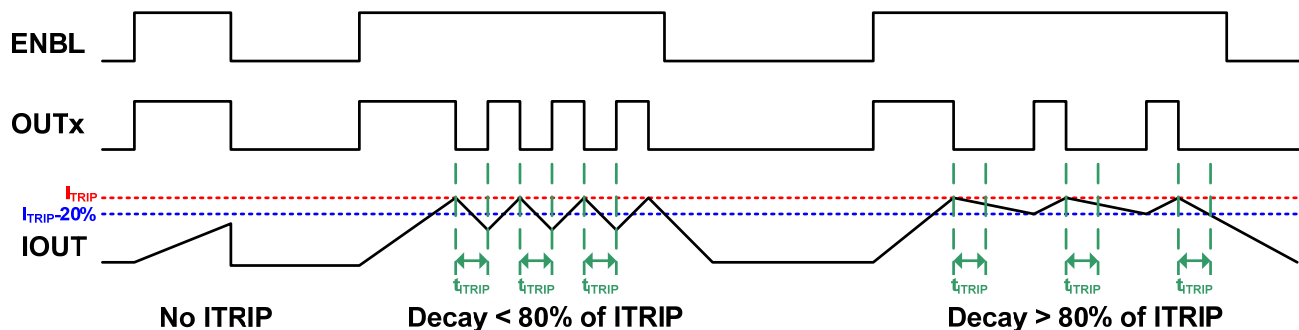 ENBL
OUTx
ITRIP
ITRIP-20%
IOUT
tITRIP tITRIP tITRIP tITRIP tITRIP tITRIP
No ITRIP Decay < 80% of ITRIP Decay > 80% of ITRIP